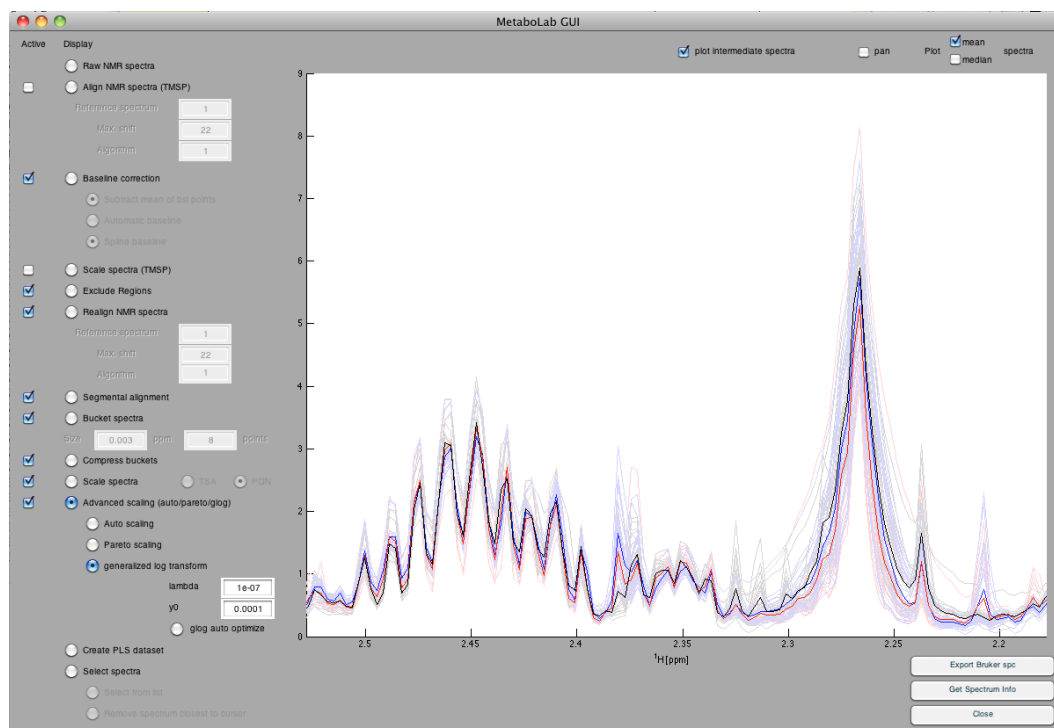 MetaboLab GUI
Active Display
plot intermediate spectra pan Plot mean spectra
median
Raw NMR spectra
Align NMR spectra (TMSP)
Reference spectrum 1
Max. shift 22
Algorithm 1
Baseline correction
Subtract mean of bst points
Automatic baseline
Spline baseline
Scale spectra (TMSP)
Exclude Regions
Realign NMR spectra
Reference spectrum 1
Max. shift 22
Algorithm 1
Segmental alignment
Bucket spectra
Size 0.003 ppm 8 points
Compress buckets
Scale spectra TSA PQN
Advanced scaling (auto/pareto/glog)
Auto scaling
Pareto scaling
generalized log transform
lambda 1e-07
y0 0.0001
glog auto optimize
Create PLS dataset
Select spectra
Select from list
Remove spectrum closest to cursor
9
8
7
6
5
4
3
2
1
0
2.5 2.45 2.4 2.35 2.3 2.25 2.2
¹H [ppm]
Export Bruker spc
Get Spectrum Info
Close